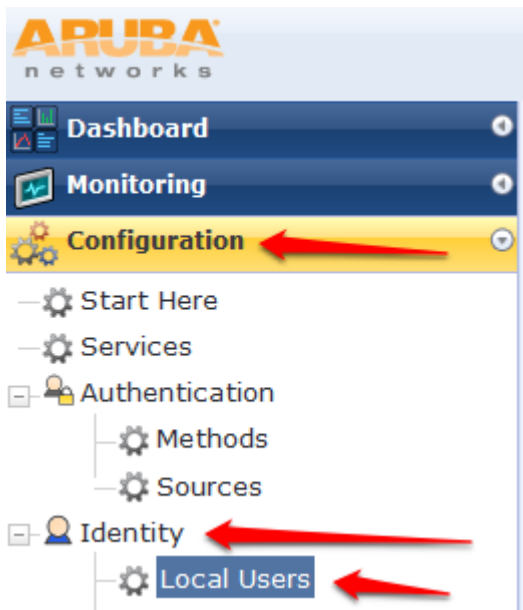 ARUBA
networks
Dashboard
Monitoring
Configuration
Start Here
Services
Authentication
Methods
Sources
Identity
Local Users